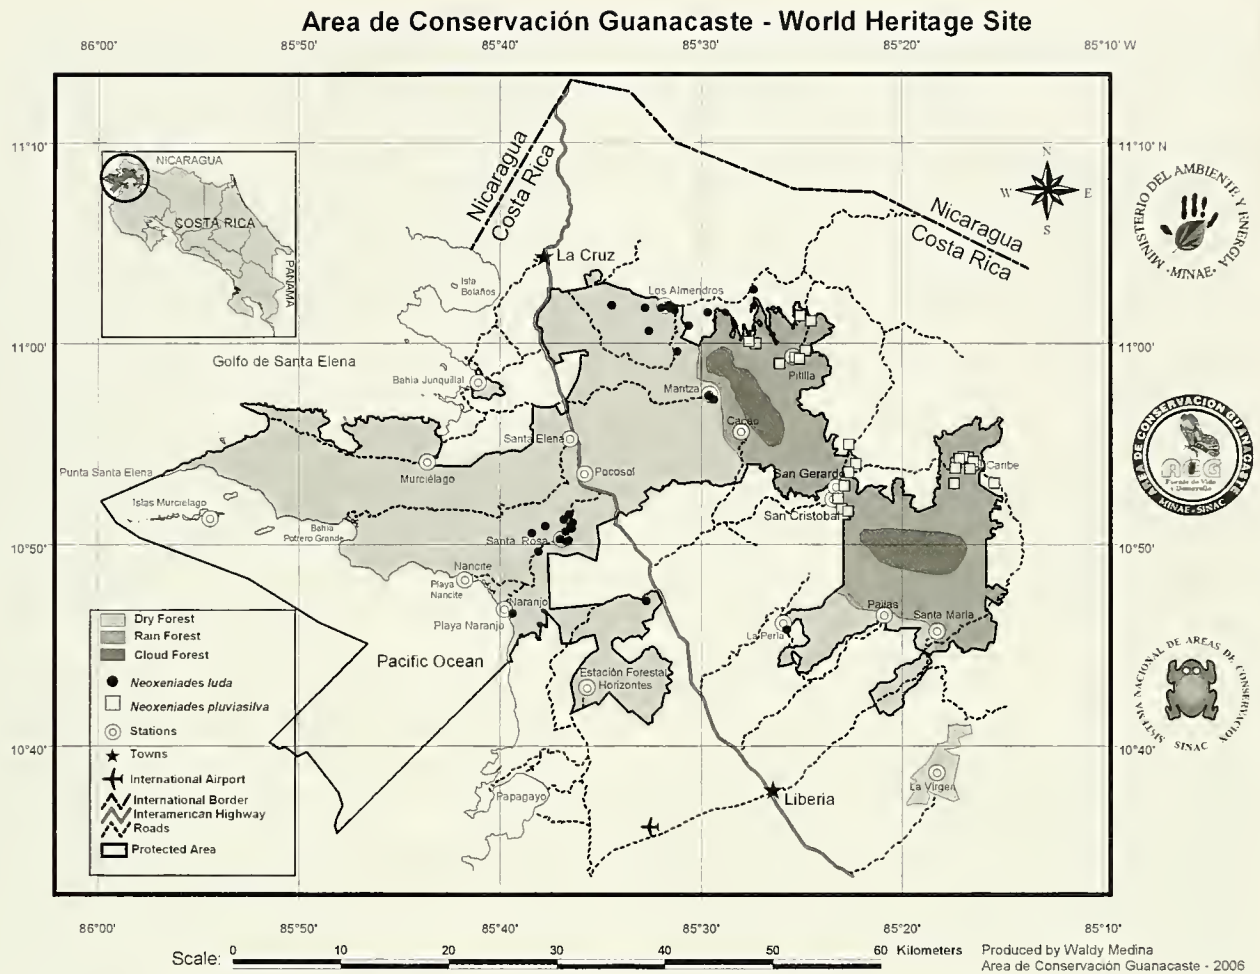 Area de Conservación Guanacaste - World Heritage Site
86°00' 85°50' 85°40' 85°30' 85°20' 85°10' W
11°10' 11°10' N
NICARAGUA
COSTA RICA
PANAMA
Nicaragua
Costa Rica
Nicaragua
Costa Rica
N
W E
S
MINISTERIO DEL AMBIENTE Y ENERGIA
·MINAE·
La Cruz
Isla
Bolaños
Los Almendros
11°00' 11°00'
Golfo de Santa Elena
Bahia Junquillal
Pitilla
Maritza
Cacao
Santa Elena
Pocosol
Murciélago
San Gerardo
Caribe
San Cristobal
Punta Santa Elena
Islas Murcielago
Bahia
Potrero Grande
AREA DE CONSERVACION GUANACASTE
ACG
Fuente de Vida
y Desarrollo
MINAE - SINAC
10°50' 10°50'
Santa Rosa
Nancite
Playa
Nancite
Naranjo
Playa Naranjo
La Perla
Pailas
Santa Maria
Pacific Ocean
Estación Forestal
Horizontes
SISTEMA NACIONAL DE AREAS DE CONSERVACION
SINAC
10°40' 10°40'
La Virgen
Papagayo
Liberia
Dry Forest
Rain Forest
Cloud Forest
Neoxeniades luda
Neoxeniades pluviasilva
Stations
Towns
International Airport
International Border
Interamerican Highway
Roads
Protected Area
86°00' 85°50' 85°40' 85°30' 85°20' 85°10'
Scale: 0 10 20 30 40 50 60 Kilometers
Produced by Waldy Medina
Area de Conservación Guanacaste - 2006